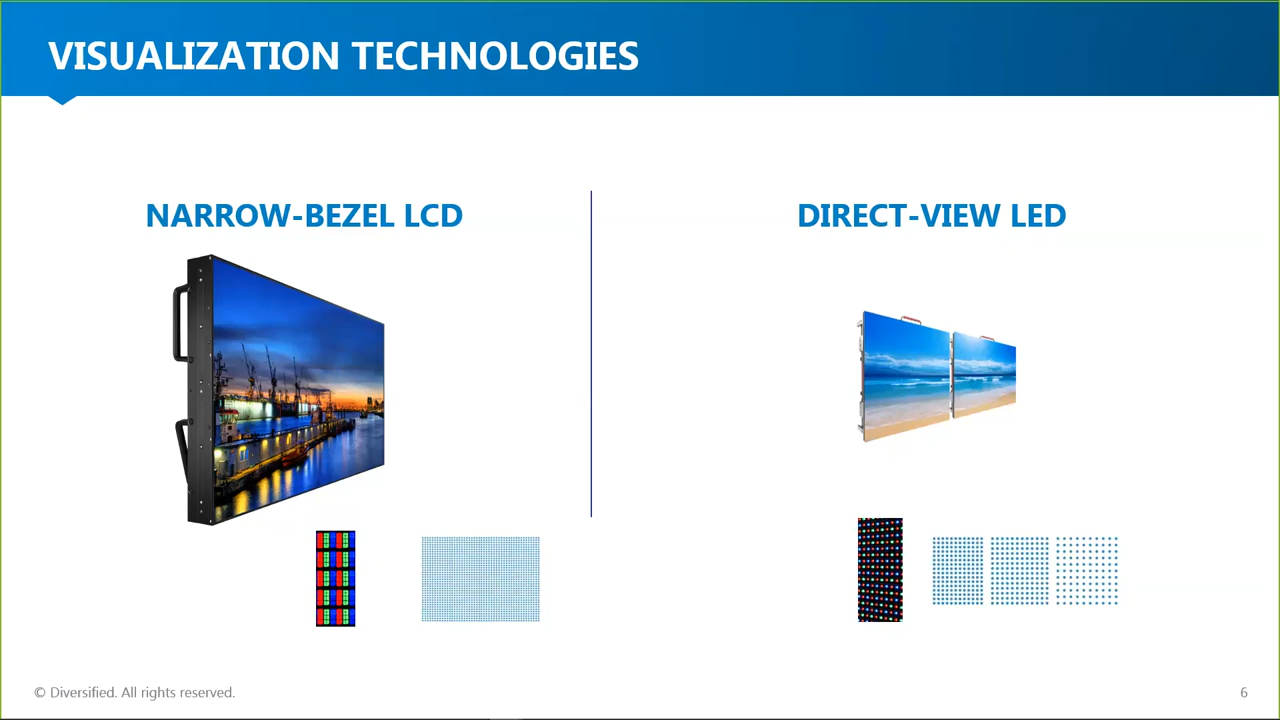 VISUALIZATION TECHNOLOGIES
NARROW-BEZEL LCD
DIRECT-VIEW LED
© Diversified. All rights reserved.
6